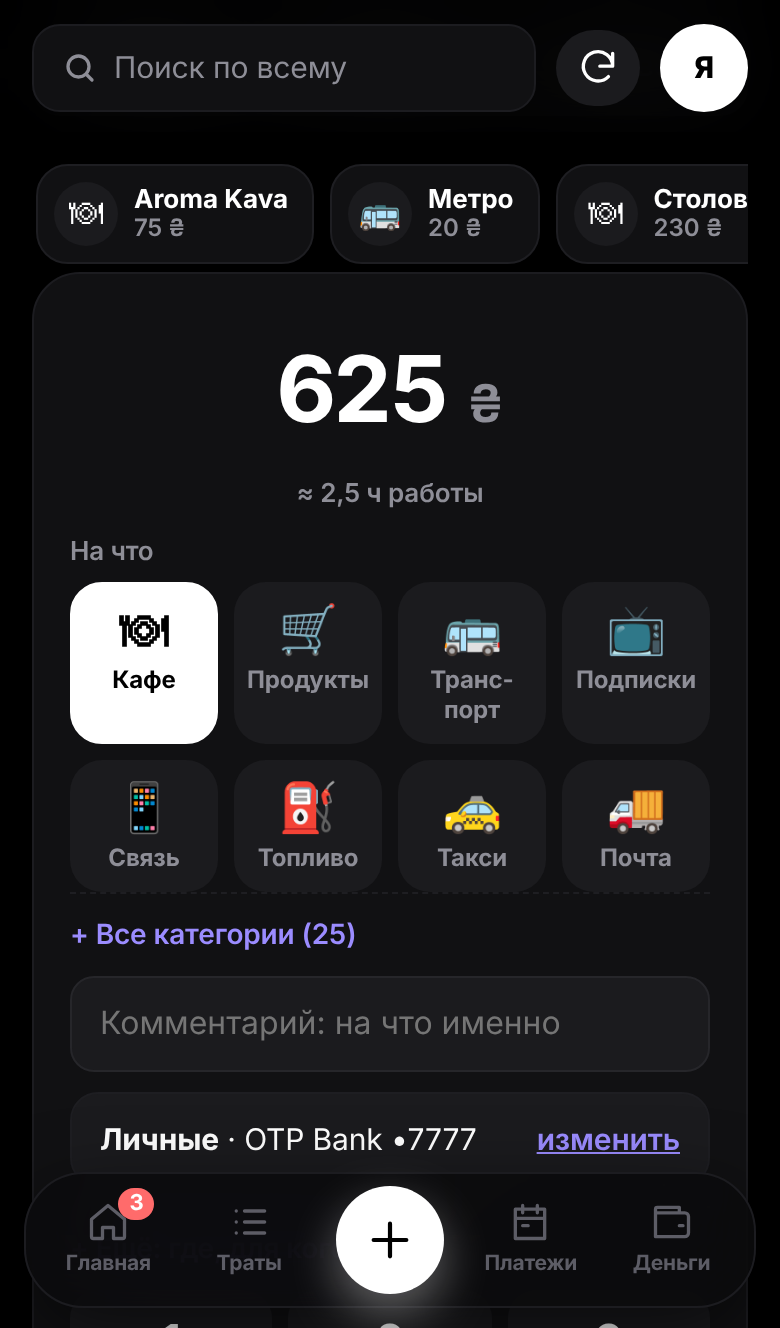 Поиск по всему
Я
Aroma Kava
75 ₴
Метро
20 ₴
Столов
230 ₴
625 ₴
≈ 2,5 ч работы
На что
Кафе
Продукты
Транс-
порт
Подписки
Связь
Топливо
Такси
Почта
+ Все категории (25)
Комментарий: на что именно
Личные · OTP Bank •7777
изменить
3
Главная
Траты
Платежи
Деньги